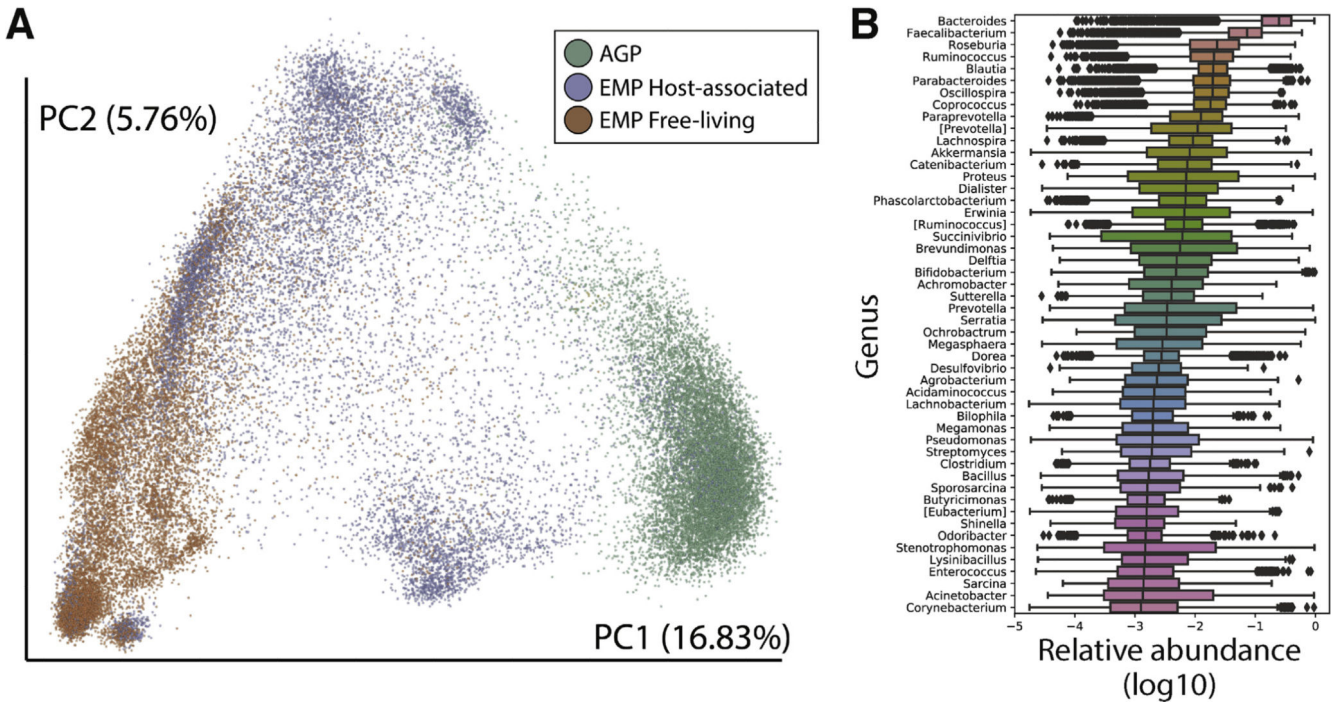 A
PC2 (5.76%)
AGP
EMP Host-associated
EMP Free-living
PC1 (16.83%)
B
Genus
Bacteroides
Faecalibacterium
Roseburia
Ruminococcus
Blautia
Parabacteroides
Oscillospira
Coprococcus
Paraprevotella
[Prevotella]
Lachnospira
Akkermansia
Catenibacterium
Proteus
Dialister
Phascolarctobacterium
Erwinia
[Ruminococcus]
Succinivibrio
Brevundimonas
Delftia
Bifidobacterium
Achromobacter
Sutterella
Prevotella
Serratia
Ochrobactrum
Megasphaera
Dorea
Desulfovibrio
Agrobacterium
Acidaminococcus
Lachnobacterium
Bilophila
Megamonas
Pseudomonas
Streptomyces
Clostridium
Bacillus
Sporosarcina
Butyricimonas
[Eubacterium]
Shinella
Odoribacter
Stenotrophomonas
Lysinibacillus
Enterococcus
Sarcina
Acinetobacter
Corynebacterium
−5 −4 −3 −2 −1 0
Relative abundance
(log10)